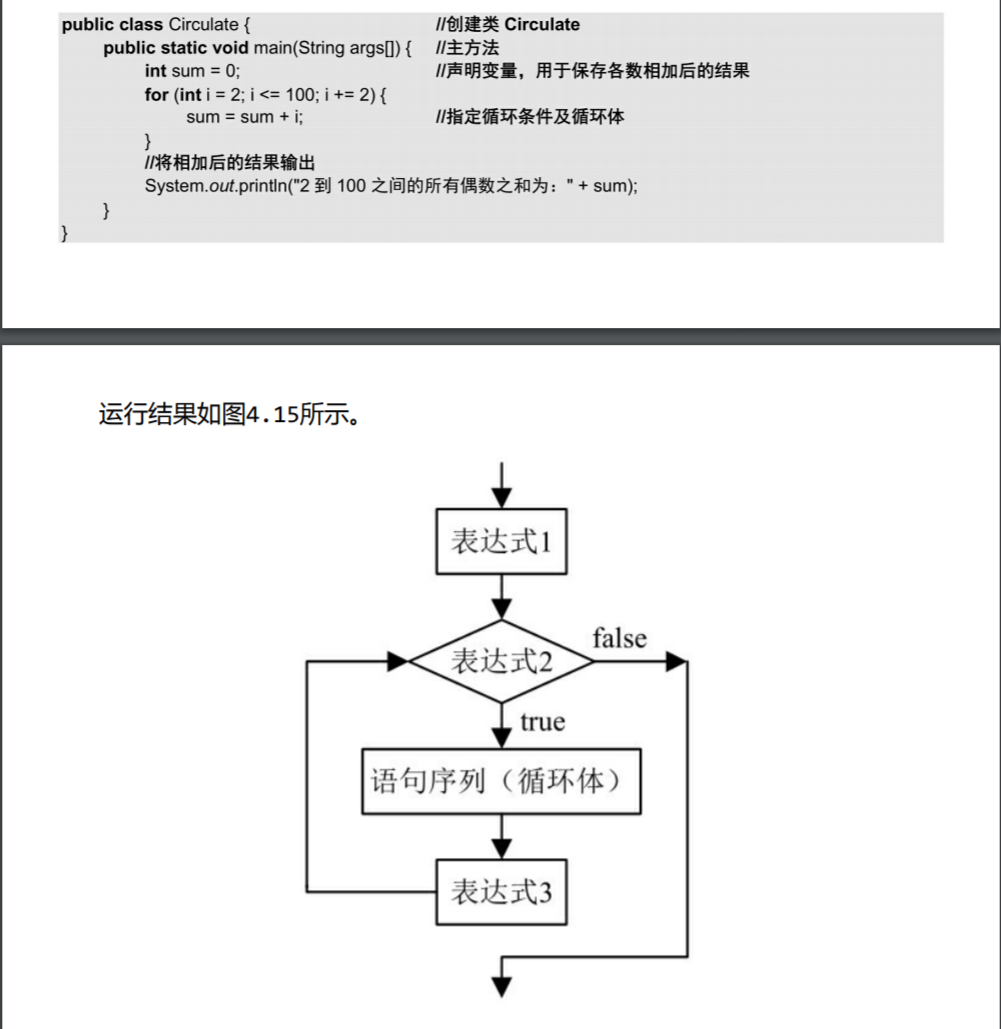 public class Circulate { //创建类 Circulate
public static void main(String args[]) { //主方法
int sum = 0; //声明变量，用于保存各数相加后的结果
for (int i = 2; i <= 100; i += 2) {
sum = sum + i; //指定循环条件及循环体
}
//将相加后的结果输出
System.out.println("2 到 100 之间的所有偶数之和为：" + sum);
}
}
运行结果如图4.15所示。
表达式1
表达式2
false
true
语句序列（循环体）
表达式3